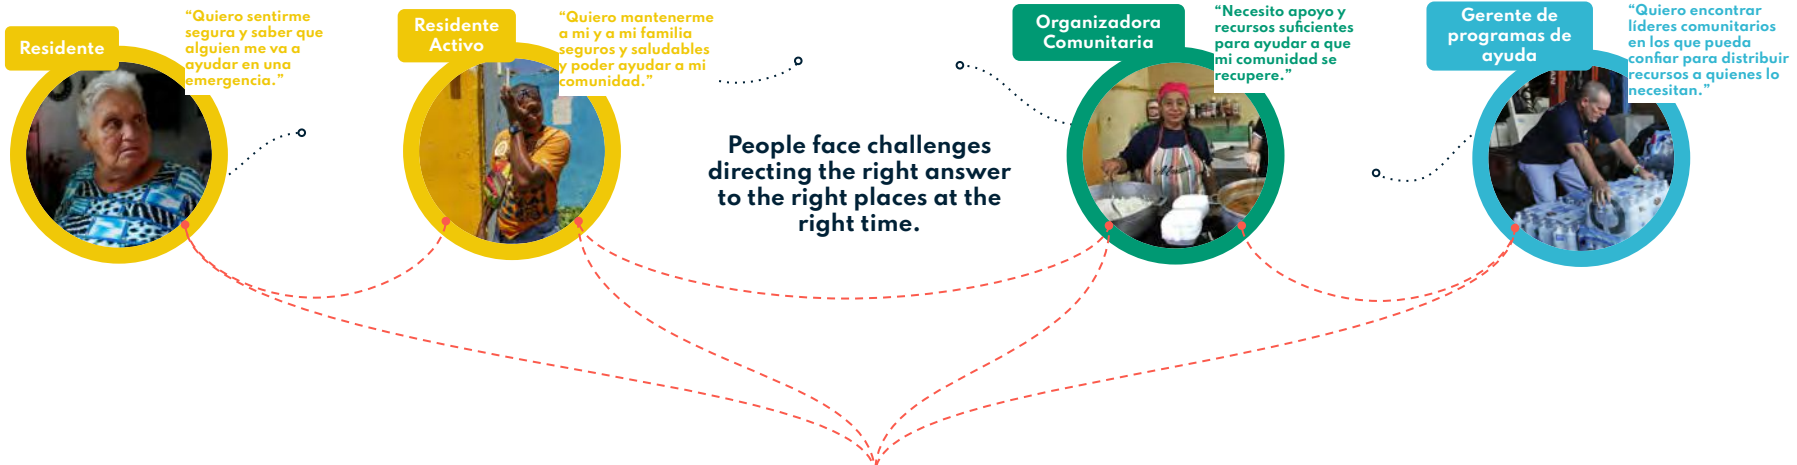 Residente
“Quiero sentirme
segura y saber que
alguien me va a
ayudar en una
emergencia.”
Residente
Activo
“Quiero mantenerme
a mi y a mi familia
seguros y saludables
y poder ayudar a mi
comunidad.”
People face challenges
directing the right answer
to the right places at the
right time.
Organizadora
Comunitaria
“Necesito apoyo y
recursos suficientes
para ayudar a que
mi comunidad se
recupere.”
Gerente de
programas de
ayuda
“Quiero encontrar
líderes comunitarios
en los que pueda
confiar para distribuir
recursos a quienes lo
necesitan.”